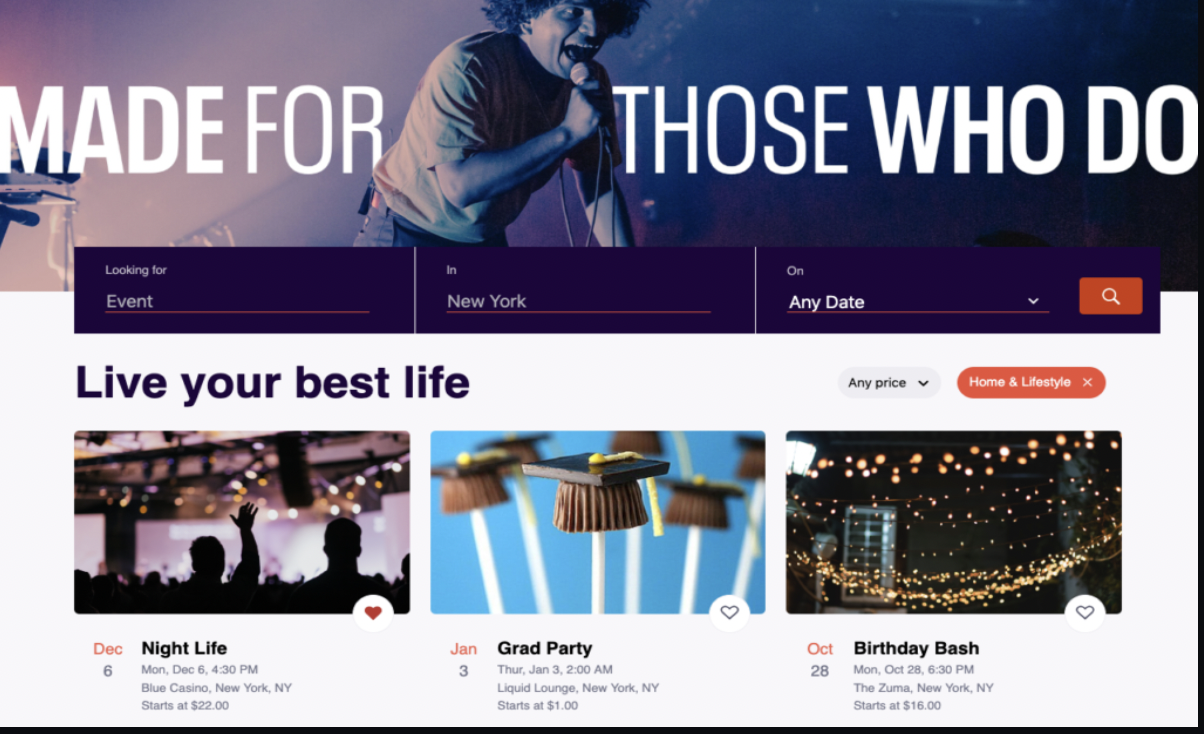 MADE FOR THOSE WHO DO
Looking for
Event
In
New York
On
Any Date
Live your best life
Any price
Home & Lifestyle ×
Dec
6
Night Life
Mon, Dec 6, 4:30 PM
Blue Casino, New York, NY
Starts at $22.00
Jan
3
Grad Party
Thur, Jan 3, 2:00 AM
Liquid Lounge, New York, NY
Starts at $1.00
Oct
28
Birthday Bash
Mon, Oct 28, 6:30 PM
The Zuma, New York, NY
Starts at $16.00